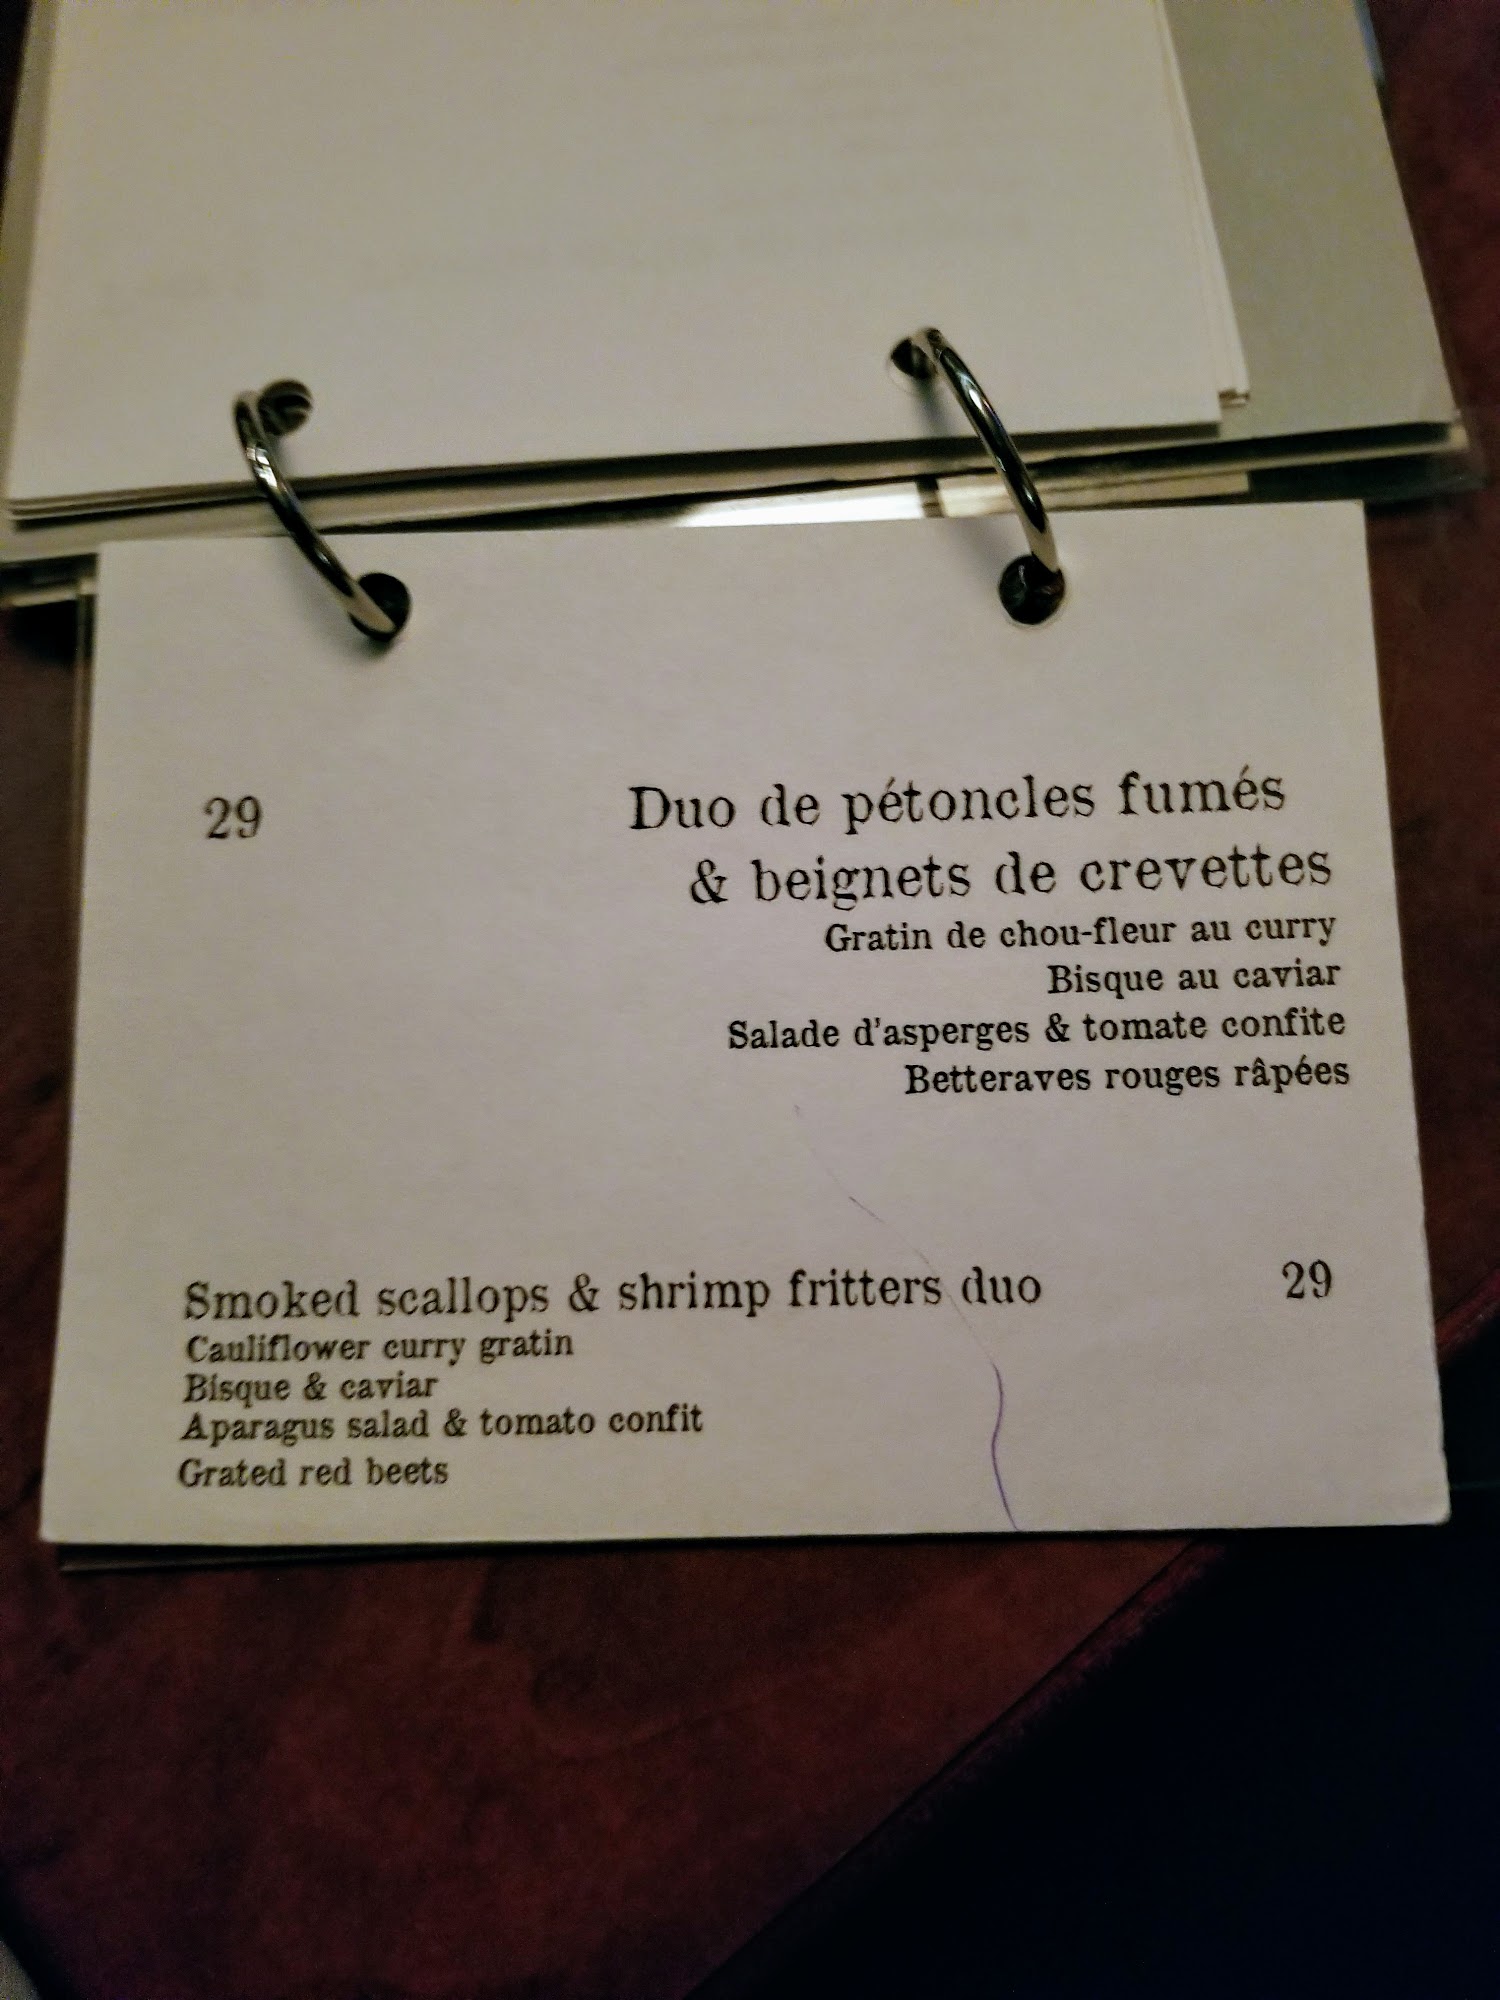 29
Duo de pétoncles fumés
& beignets de crevettes
Gratin de chou-fleur au curry
Bisque au caviar
Salade d'asperges & tomate confite
Betteraves rouges râpées
Smoked scallops & shrimp fritters duo 29
Cauliflower curry gratin
Bisque & caviar
Aparagus salad & tomato confit
Grated red beets